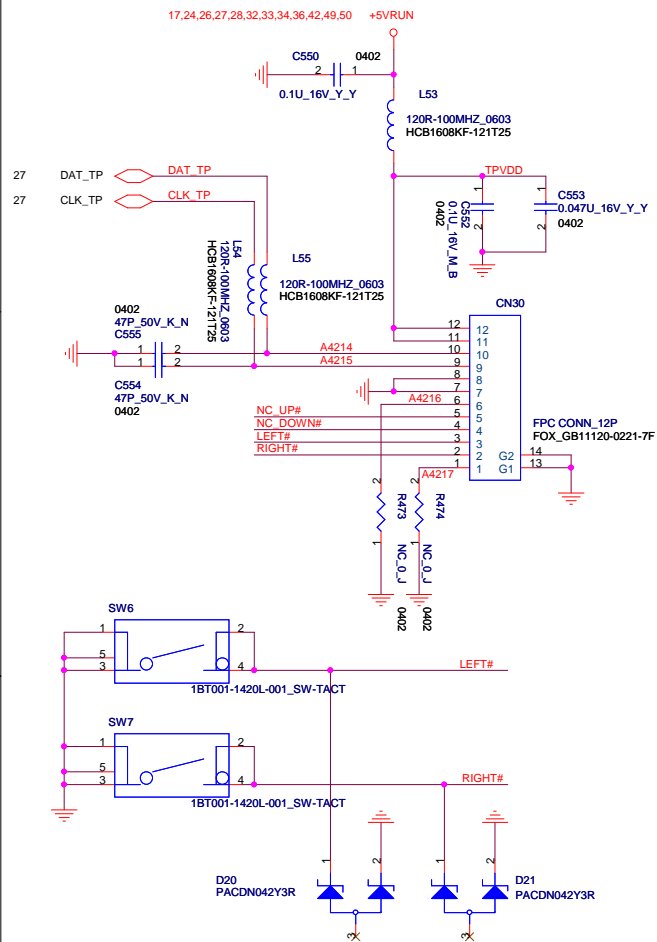 17,24,26,27,28,32,33,34,36,42,49,50 +5VRUN
C550 0402
2 1
0.1U_16V_Y_Y
L53
120R-100MHZ_0603
HCB1608KF-121T25
27 DAT_TP DAT_TP
27 CLK_TP CLK_TP
TPVDD
1 1
C552
0.1U_16V_M_B
0402
2 2
C553
0.047U_16V_Y_Y
0402
L54
120R-100MHZ_0603
HCB1608KF-121T25
L55
120R-100MHZ_0603
HCB1608KF-121T25
0402
47P_50V_K_N
C555
1 2
1 2
C554
47P_50V_K_N
0402
CN30
12 12
11 11
A4214 10 10
A4215 9 9
8 8
7 7
A4216 6 6
NC_UP# 5 5
NC_DOWN# 4 4
LEFT# 3 3
RIGHT# 2 2
A4217 1 1
G2 14
G1 13
FPC CONN_12P
FOX_GB11120-0221-7F
2 2
R473 R474
1 1
NC_0_J NC_0_J
0402 0402
SW6
1 2
5
3 4
LEFT#
1BT001-1420L-001_SW-TACT
SW7
1 2
5
3 4
RIGHT#
1BT001-1420L-001_SW-TACT
D20
PACDN042Y3R
1 2
3
D21
PACDN042Y3R
1 2
3